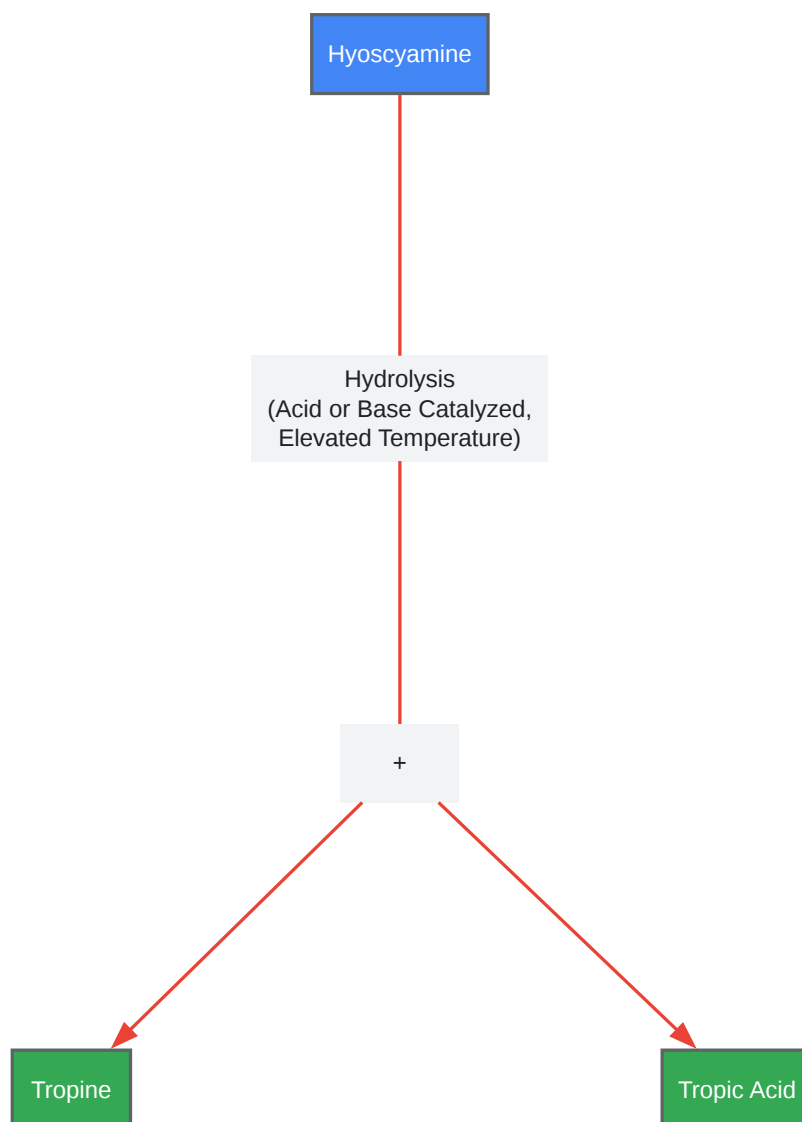 Hyoscyamine
Hydrolysis
(Acid or Base Catalyzed,
Elevated Temperature)
+
Tropine
Tropic Acid